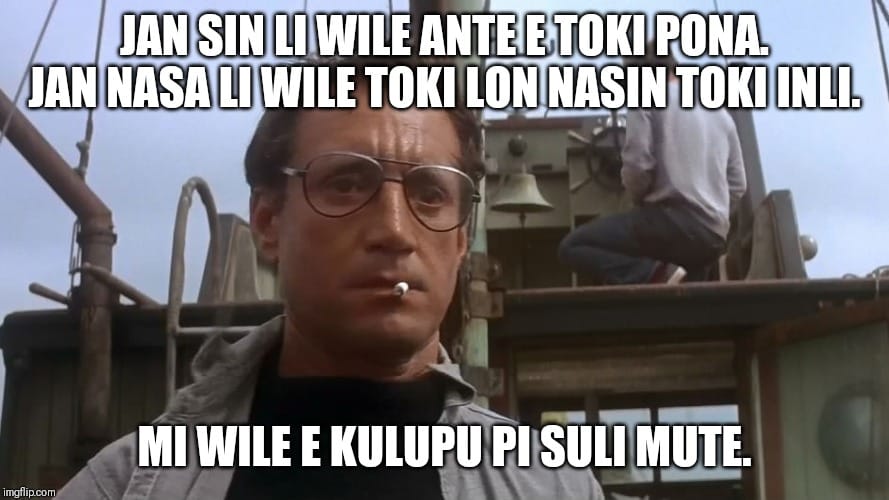 JAN SIN LI WILE ANTE E TOKI PONA.
JAN NASA LI WILE TOKI LON NASIN TOKI INLI.
MI WILE E KULUPU PI SULI MUTE.
imgflip.com